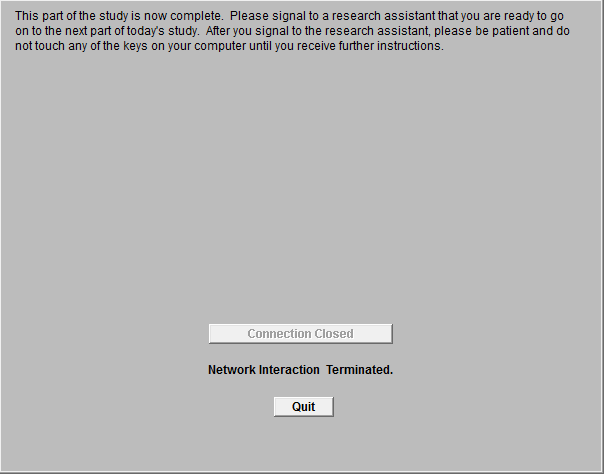 This part of the study is now complete.  Please signal to a research assistant that you are ready to go
on to the next part of today's study.  After you signal to the research assistant, please be patient and do
not touch any of the keys on your computer until you receive further instructions.
Connection Closed
Network Interaction  Terminated.
Quit